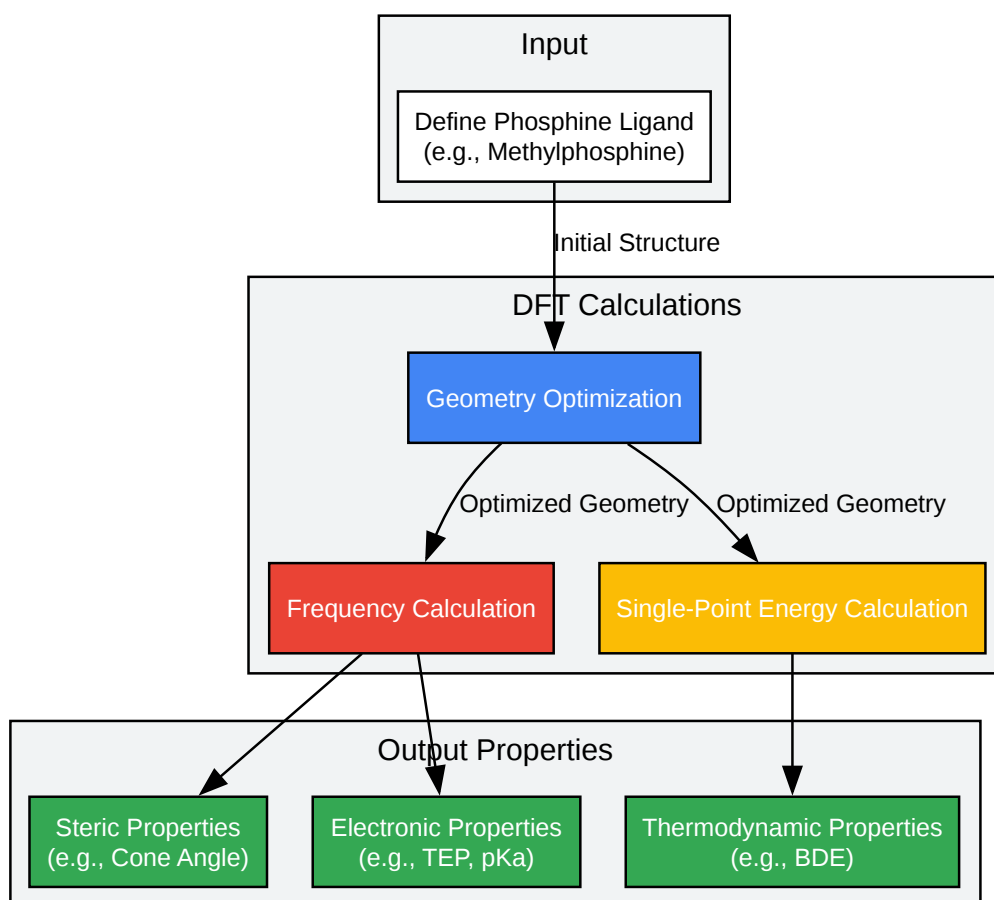 Input
Define Phosphine Ligand
(e.g., Methylphosphine)
Initial Structure
DFT Calculations
Geometry Optimization
Optimized Geometry
Optimized Geometry
Frequency Calculation
Single-Point Energy Calculation
Output Properties
Steric Properties
(e.g., Cone Angle)
Electronic Properties
(e.g., TEP, pKa)
Thermodynamic Properties
(e.g., BDE)